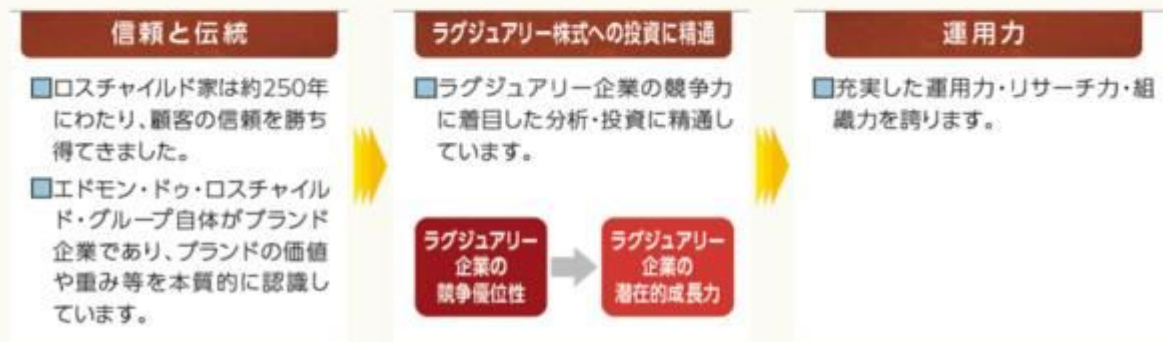 信頼と伝統
ロスチャイルド家は約250年
にわたり、顧客の信頼を勝ち
得てきました。
エドモン・ドゥ・ロスチャイル
ド・グループ自体がブランド
企業であり、ブランドの価値
や重み等を本質的に認識し
ています。
ラグジュアリー株式への投資に精通
ラグジュアリー企業の競争力
に着目した分析・投資に精通し
ています。
ラグジュアリー
企業の
競争優位性
ラグジュアリー
企業の
潜在的成長力
運用力
充実した運用力・リサーチ力・組
織力を誇ります。